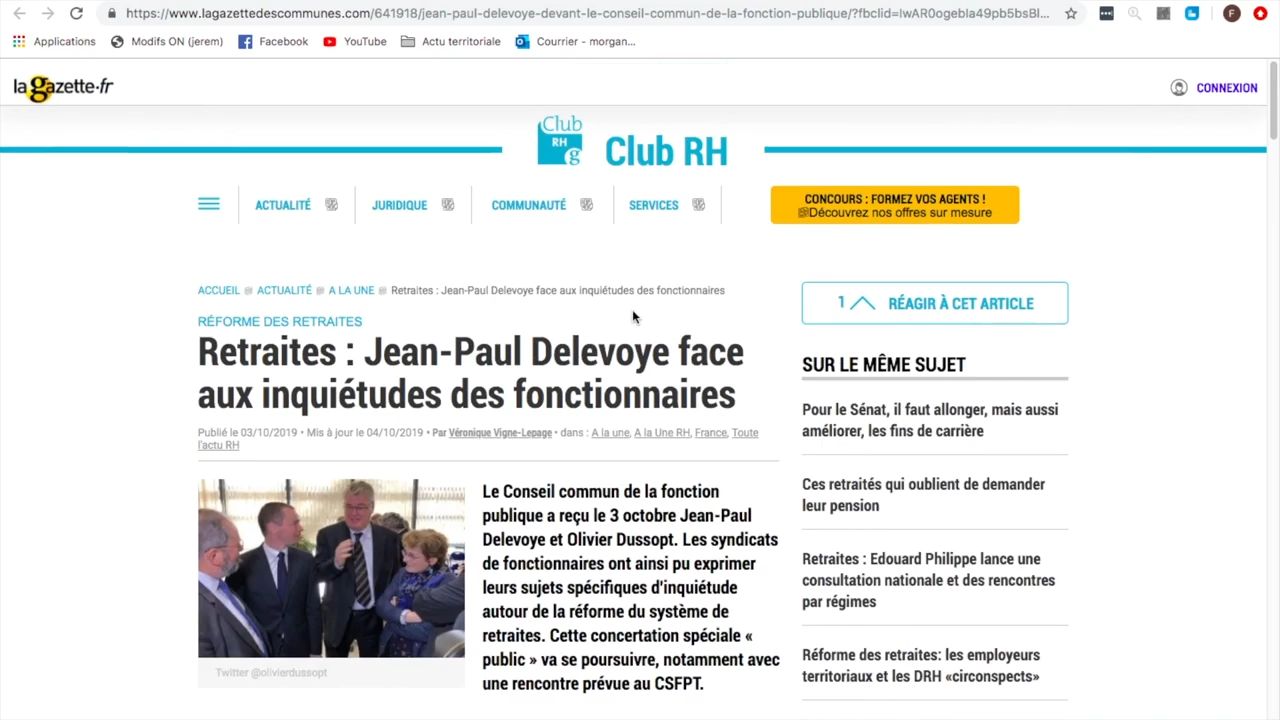 https://www.lagazettedescommunes.com/641918/jean-paul-delevoye-devant-le-conseil-commun-de-la-fonction-publique/?fbclid=IwAR0ogebla49pb5bsBl...
F
Applications
Modifs ON (jerem)
Facebook
YouTube
Actu territoriale
Courrier - morgan...
la gazette·fr
CONNEXION
Club
RH
g
Club RH
ACTUALITÉ
JURIDIQUE
COMMUNAUTÉ
SERVICES
CONCOURS : FORMEZ VOS AGENTS !
Découvrez nos offres sur mesure
ACCUEIL ACTUALITÉ A LA UNE Retraites : Jean-Paul Delevoye face aux inquiétudes des fonctionnaires
RÉFORME DES RETRAITES
Retraites : Jean-Paul Delevoye face
aux inquiétudes des fonctionnaires
Publié le 03/10/2019 • Mis à jour le 04/10/2019 • Par Véronique Vigne-Lepage • dans : A la une, A la Une RH, France, Toute
l'actu RH
Twitter @olivierdussopt
Le Conseil commun de la fonction
publique a reçu le 3 octobre Jean-Paul
Delevoye et Olivier Dussopt. Les syndicats
de fonctionnaires ont ainsi pu exprimer
leurs sujets spécifiques d'inquiétude
autour de la réforme du système de
retraites. Cette concertation spéciale «
public » va se poursuivre, notamment avec
une rencontre prévue au CSFPT.
1 RÉAGIR À CET ARTICLE
SUR LE MÊME SUJET
Pour le Sénat, il faut allonger, mais aussi
améliorer, les fins de carrière
Ces retraités qui oublient de demander
leur pension
Retraites : Edouard Philippe lance une
consultation nationale et des rencontres
par régimes
Réforme des retraites: les employeurs
territoriaux et les DRH «circonspects»